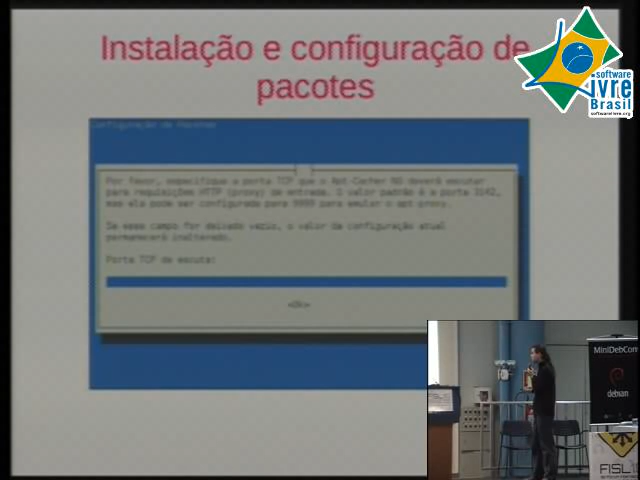 Instalação e configuração de
pacotes
software
livre
Brasil
softwarelivre.org
Configuração de Pacotes
Por favor, especifique a porta TCP que o Apt-Cacher NG deverá escutar
para requisições HTTP (proxy) de entrada. O valor padrão é a porta 3142,
mas ela pode ser configurada para 9999 para emular o apt-proxy.
Se esse campo for deixado vazio, o valor da configuração atual
permanecerá inalterado.
Porta TCP de escuta:
<Ok>
MiniDebCon
debian
FISL